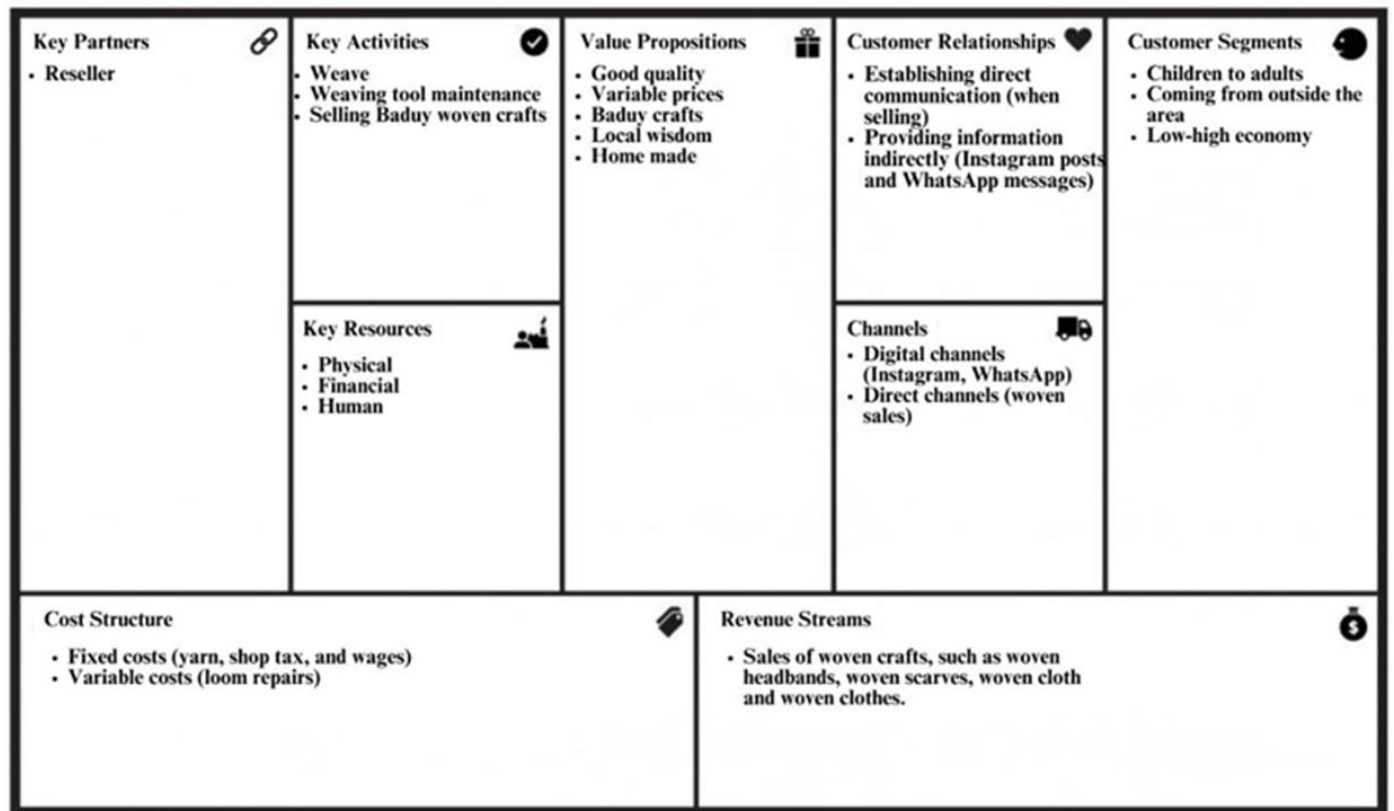 Key Partners
• Reseller
Key Activities
• Weave
• Weaving tool maintenance
• Selling Baduy woven crafts
Key Resources
• Physical
• Financial
• Human
Value Propositions
• Good quality
• Variable prices
• Baduy crafts
• Local wisdom
• Home made
Customer Relationships
• Establishing direct
communication (when
selling)
• Providing information
indirectly (Instagram posts
and WhatsApp messages)
Channels
• Digital channels
(Instagram, WhatsApp)
• Direct channels (woven
sales)
Customer Segments
• Children to adults
• Coming from outside the
area
• Low-high economy
Cost Structure
• Fixed costs (yarn, shop tax, and wages)
• Variable costs (loom repairs)
Revenue Streams
$
• Sales of woven crafts, such as woven
headbands, woven scarves, woven cloth
and woven clothes.